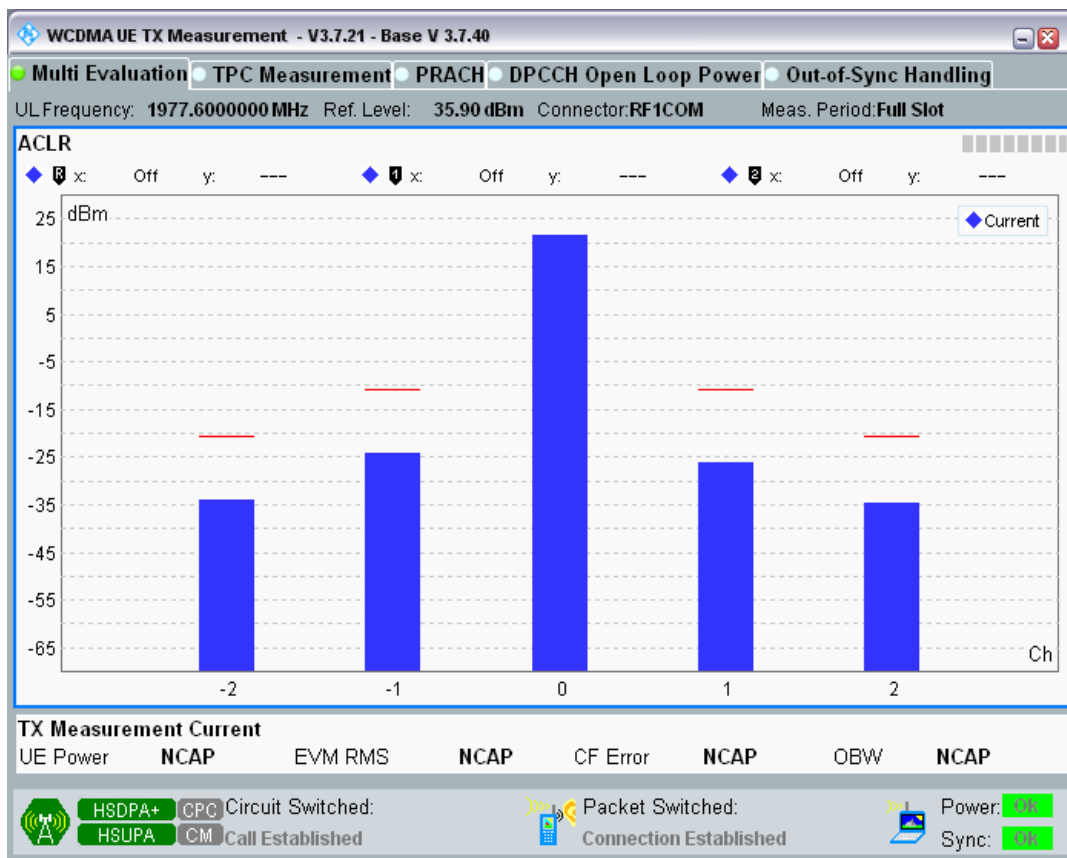 WCDMA UE TX Measurement - V3.7.21 - Base V 3.7.40
Multi Evaluation TPC Measurement PRACH DPCCH Open Loop Power Out-of-Sync Handling
UL Frequency: 1977.6000000 MHz Ref. Level: 35.90 dBm Connector:RF1COM Meas. Period:Full Slot
ACLR
R x: Off y: --- 1 x: Off y: --- 2 x: Off y: ---
dBm
Current
25
15
5
-5
-15
-25
-35
-45
-55
-65
Ch
-2 -1 0 1 2
TX Measurement Current
UE Power NCAP EVM RMS NCAP CF Error NCAP OBW NCAP
HSDPA+ CPC Circuit Switched: Packet Switched: Power: Ok
HSUPA CM Call Established Connection Established Sync: Ok